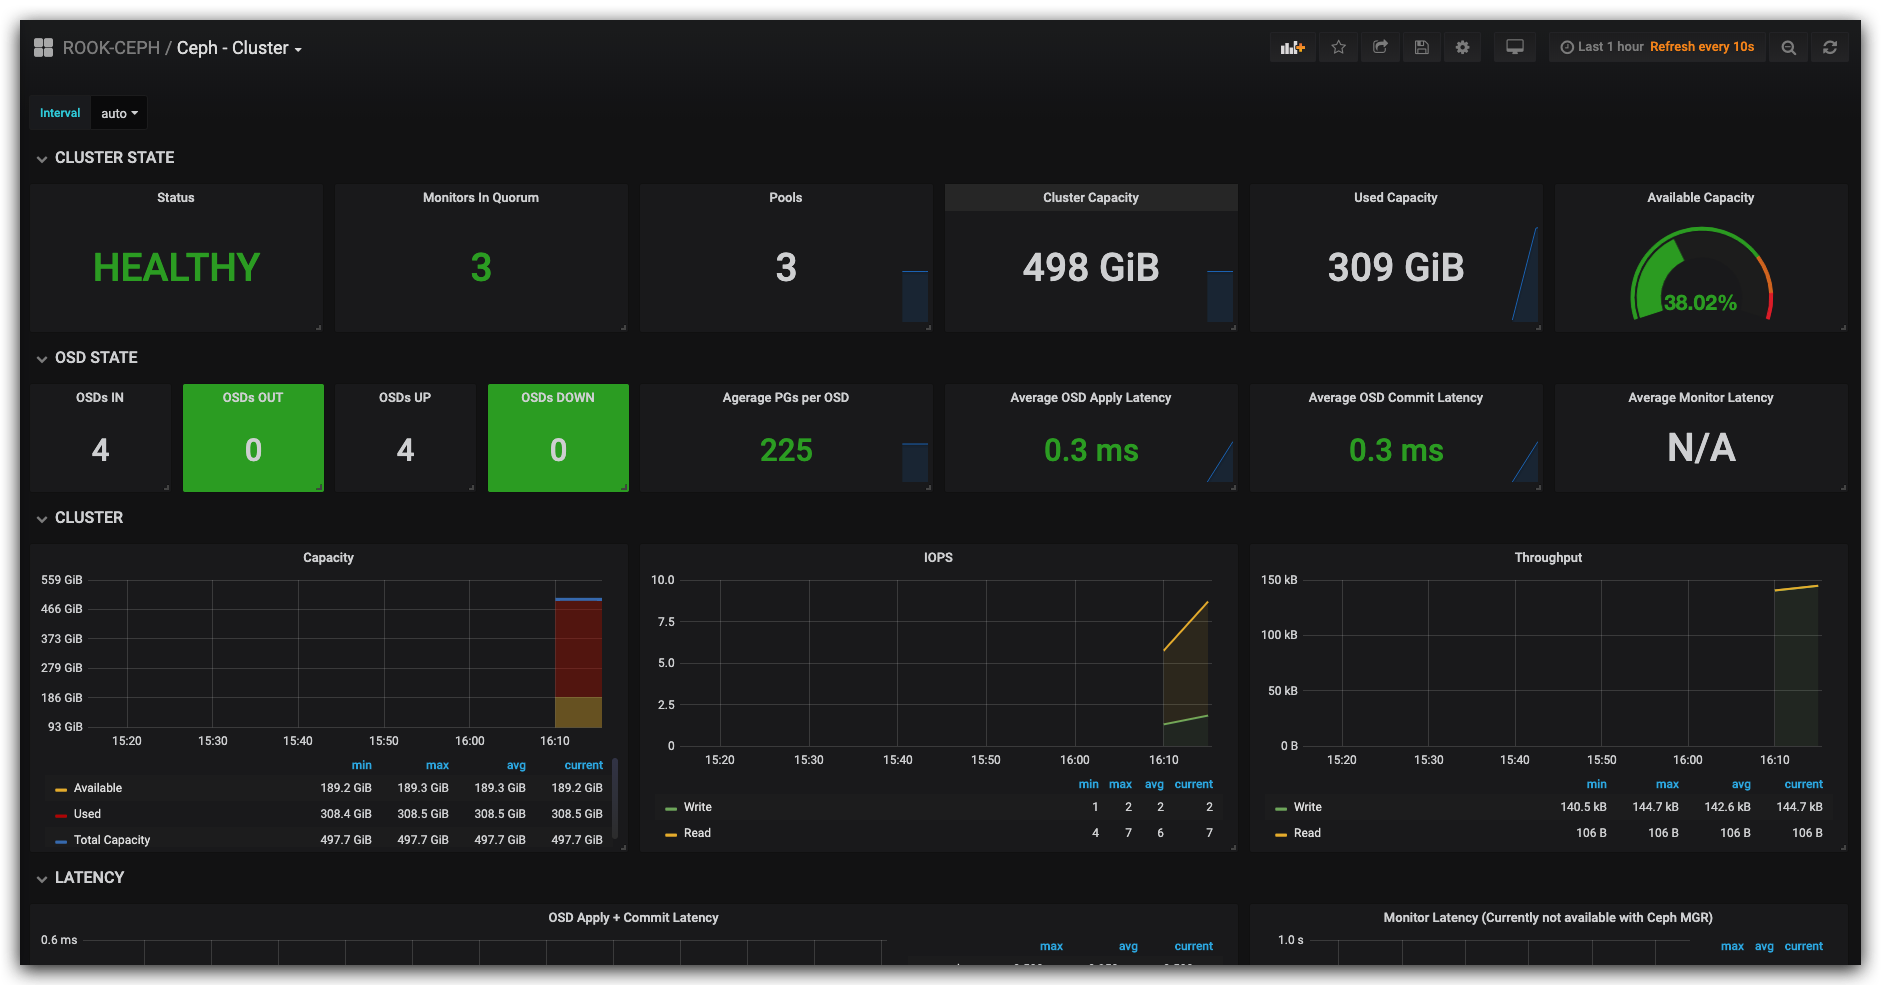 ROOK-CEPH / Ceph - Cluster
Last 1 hour Refresh every 10s
Interval auto
CLUSTER STATE
Status
HEALTHY
Monitors In Quorum
3
Pools
3
Cluster Capacity
498 GiB
Used Capacity
309 GiB
Available Capacity
38.02%
OSD STATE
OSDs IN
4
OSDs OUT
0
OSDs UP
4
OSDs DOWN
0
Agerage PGs per OSD
225
Average OSD Apply Latency
0.3 ms
Average OSD Commit Latency
0.3 ms
Average Monitor Latency
N/A
CLUSTER
Capacity
559 GiB
466 GiB
373 GiB
279 GiB
186 GiB
93 GiB
15:20 15:30 15:40 15:50 16:00 16:10
min max avg current
Available 189.2 GiB 189.3 GiB 189.3 GiB 189.2 GiB
Used 308.4 GiB 308.5 GiB 308.5 GiB 308.5 GiB
Total Capacity 497.7 GiB 497.7 GiB 497.7 GiB 497.7 GiB
IOPS
10.0
7.5
5.0
2.5
0
15:20 15:30 15:40 15:50 16:00 16:10
min max avg current
Write 1 2 2 2
Read 4 7 6 7
Throughput
150 kB
100 kB
50 kB
0 B
15:20 15:30 15:40 15:50 16:00 16:10
min max avg current
Write 140.5 kB 144.7 kB 142.6 kB 144.7 kB
Read 106 B 106 B 106 B 106 B
LATENCY
OSD Apply + Commit Latency
0.6 ms
max avg current
Monitor Latency (Currently not available with Ceph MGR)
1.0 s
max avg current